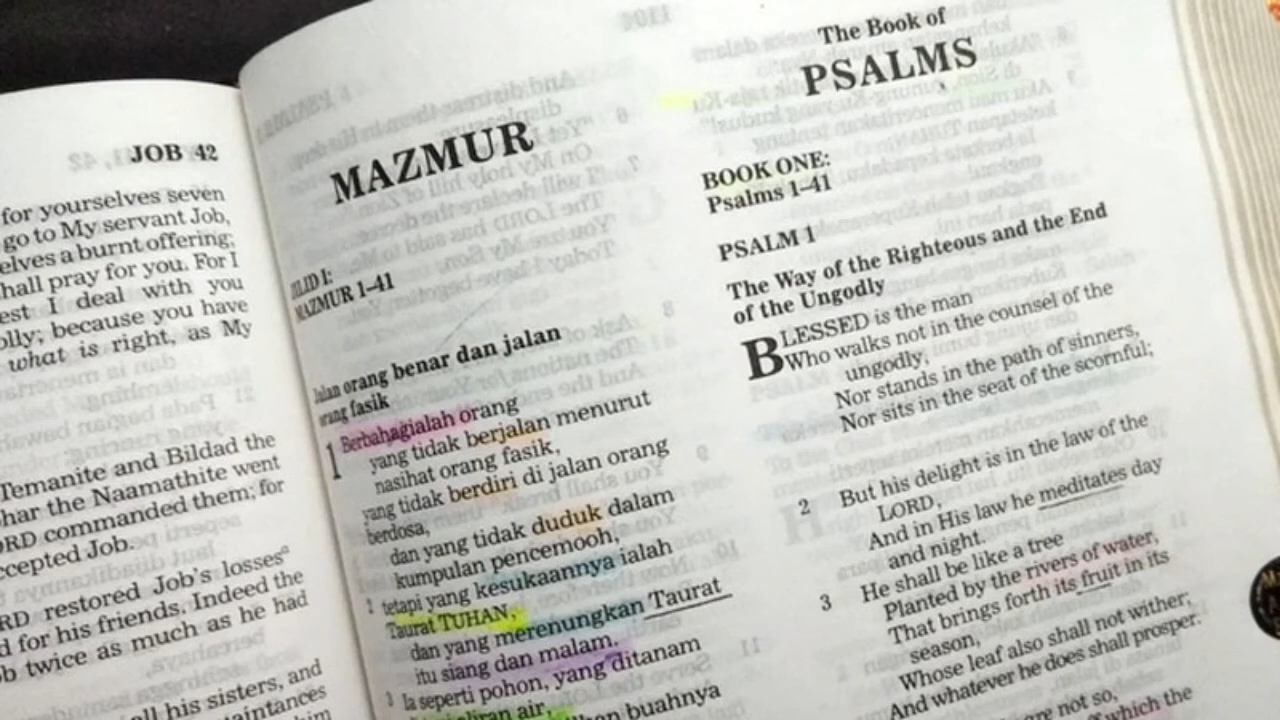 JOB 42
for yourselves seven
go to My servant Job,
a burnt offering;
shall pray for you. For I
I deal with you
because you have
what is right, as My
Temanite and Bildad the
the Naamathite went
commanded them; for
Job.
restored Job's losses
for his friends. Indeed the
twice as much as he had
all his sisters, and
MAZMUR
JILID I:
MAZMUR 1–41
Jalan orang benar dan jalan
orang fasik
1 Berbahagialah orang
yang tidak berjalan menurut
nasihat orang fasik,
yang tidak berdiri di jalan orang
berdosa,
dan yang tidak duduk dalam
kumpulan pencemooh,
2 tetapi yang kesukaannya ialah
Taurat TUHAN,
dan yang merenungkan Taurat
itu siang dan malam.
3 Ia seperti pohon, yang ditanam
aliran air,
buahnya
The Book of
PSALMS
BOOK ONE:
Psalms 1–41
PSALM 1
The Way of the Righteous and the End
of the Ungodly
BLESSED is the man
Who walks not in the counsel of the
ungodly,
Nor stands in the path of sinners,
Nor sits in the seat of the scornful;
2 But his delight is in the law of the
LORD,
And in His law he meditates day
and night.
3 He shall be like a tree
Planted by the rivers of water,
That brings forth its fruit in its
season,
Whose leaf also shall not wither;
And whatever he does shall prosper.
are not so,
which the